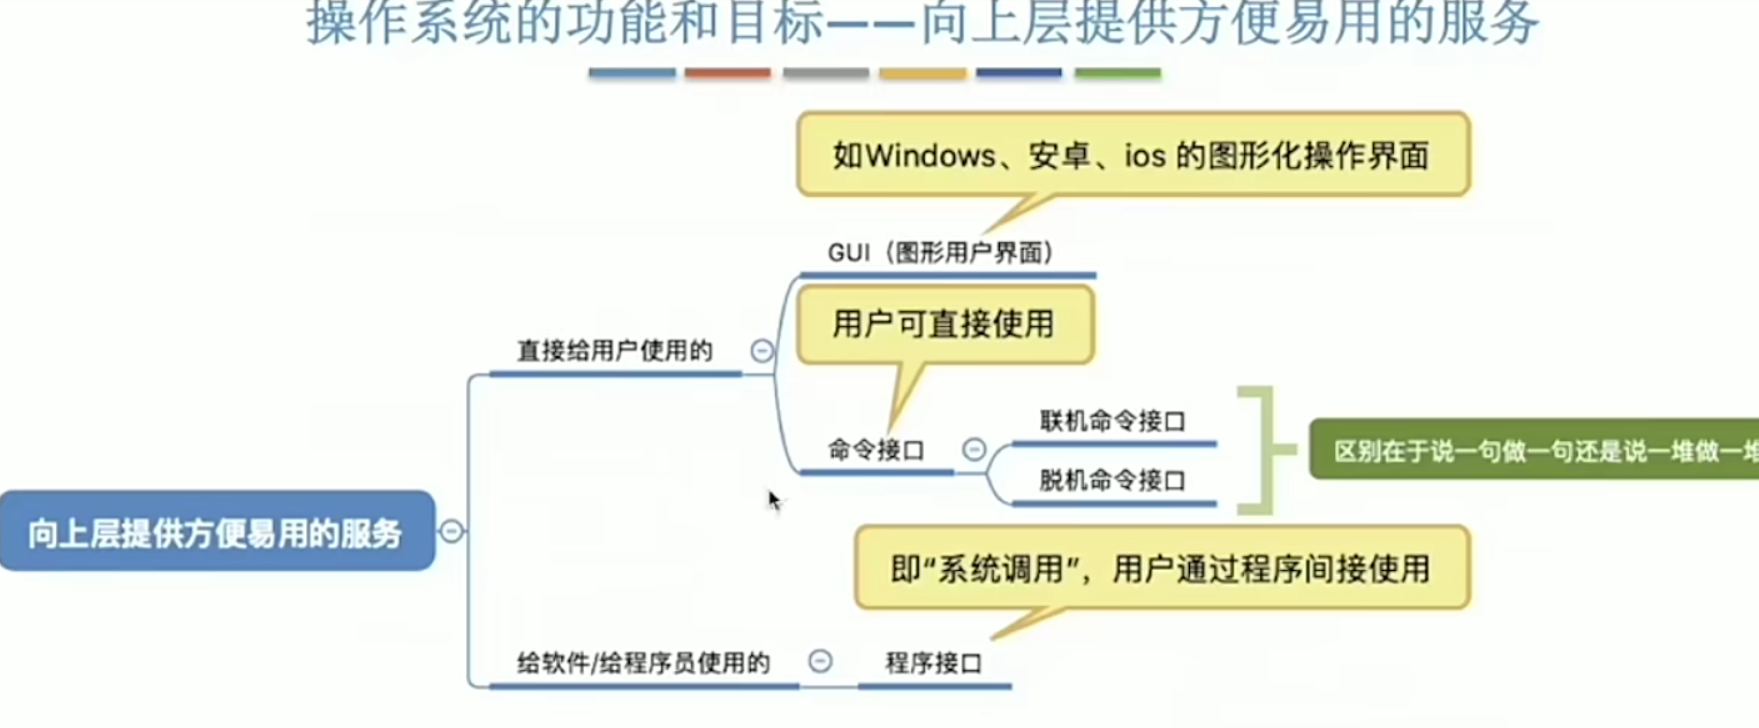 操作系统的功能和目标——向上层提供方便易用的服务
如Windows、安卓、ios 的图形化操作界面
GUI（图形用户界面）
用户可直接使用
直接给用户使用的
联机命令接口
命令接口
区别在于说一句做一句还是说一堆做一堆
脱机命令接口
向上层提供方便易用的服务
即“系统调用”，用户通过程序间接使用
给软件/给程序员使用的
程序接口